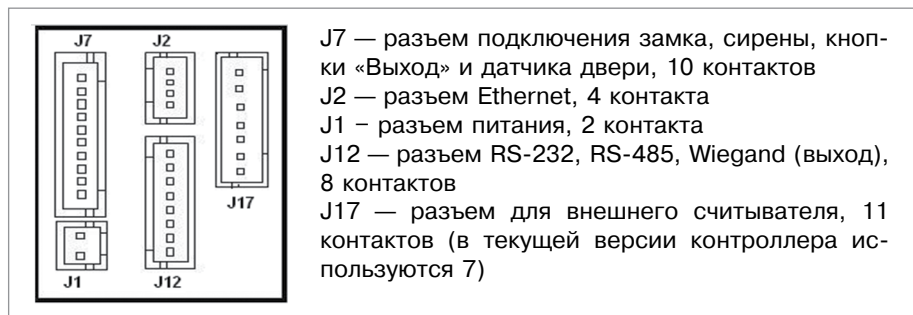 J7
J2
J17
J1
J12
J7 — разъем подключения замка, сирены, кноп-
ки «Выход» и датчика двери, 10 контактов
J2 — разъем Ethernet, 4 контакта
J1 – разъем питания, 2 контакта
J12 — разъем RS-232, RS-485, Wiegand (выход),
8 контактов
J17 — разъем для внешнего считывателя, 11
контактов (в текущей версии контроллера ис-
пользуются 7)